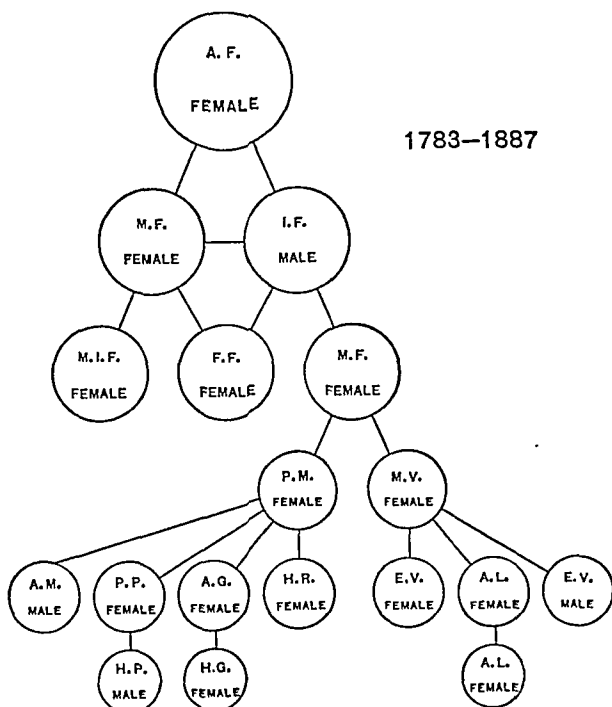 A. F.
FEMALE
1783–1887
M.F.
FEMALE
I.F.
MALE
M.I.F.
FEMALE
F.F.
FEMALE
M.F.
FEMALE
P.M.
FEMALE
M.V.
FEMALE
A.M.
MALE
P.P.
FEMALE
A.G.
FEMALE
H.R.
FEMALE
E.V.
FEMALE
A.L.
FEMALE
E.V.
MALE
H.P.
MALE
H.G.
FEMALE
A.L.
FEMALE